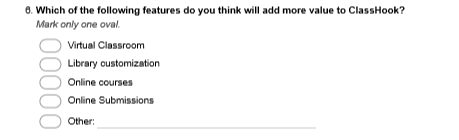 6. Which of the following features do you think will add more value to ClassHook?
Mark only one oval.
Virtual Classroom
Library customization
Online courses
Online Submissions
Other: